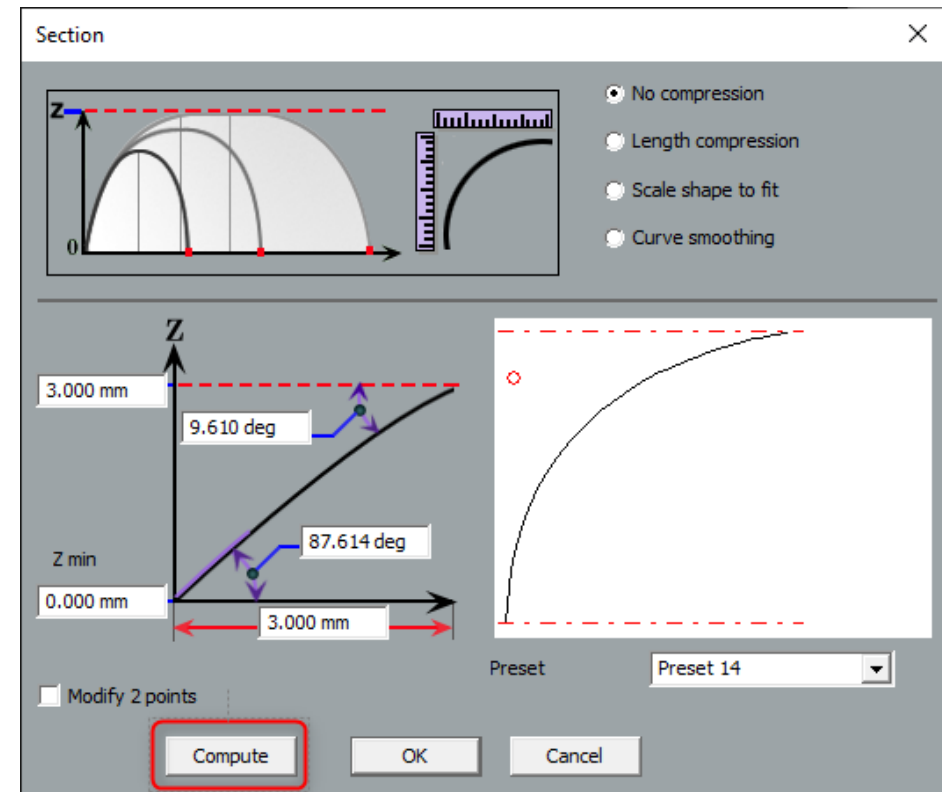 Section
Z
No compression
Length compression
Scale shape to fit
0
Curve smoothing
Z
3.000 mm
9.610 deg
87.614 deg
Z min
0.000 mm
3.000 mm
Preset
Preset 14
Modify 2 points
Compute
OK
Cancel